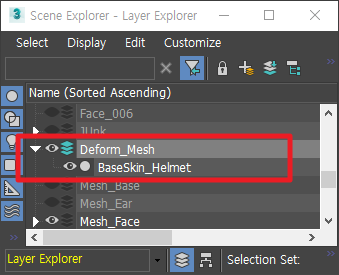 Scene Explorer - Layer Explorer
Select Display Edit Customize
Name (Sorted Ascending)
Face_006
JUnk
Deform_Mesh
BaseSkin_Helmet
Mesh_Base
Mesh_Ear
Mesh_Face
Layer Explorer
Selection Set: